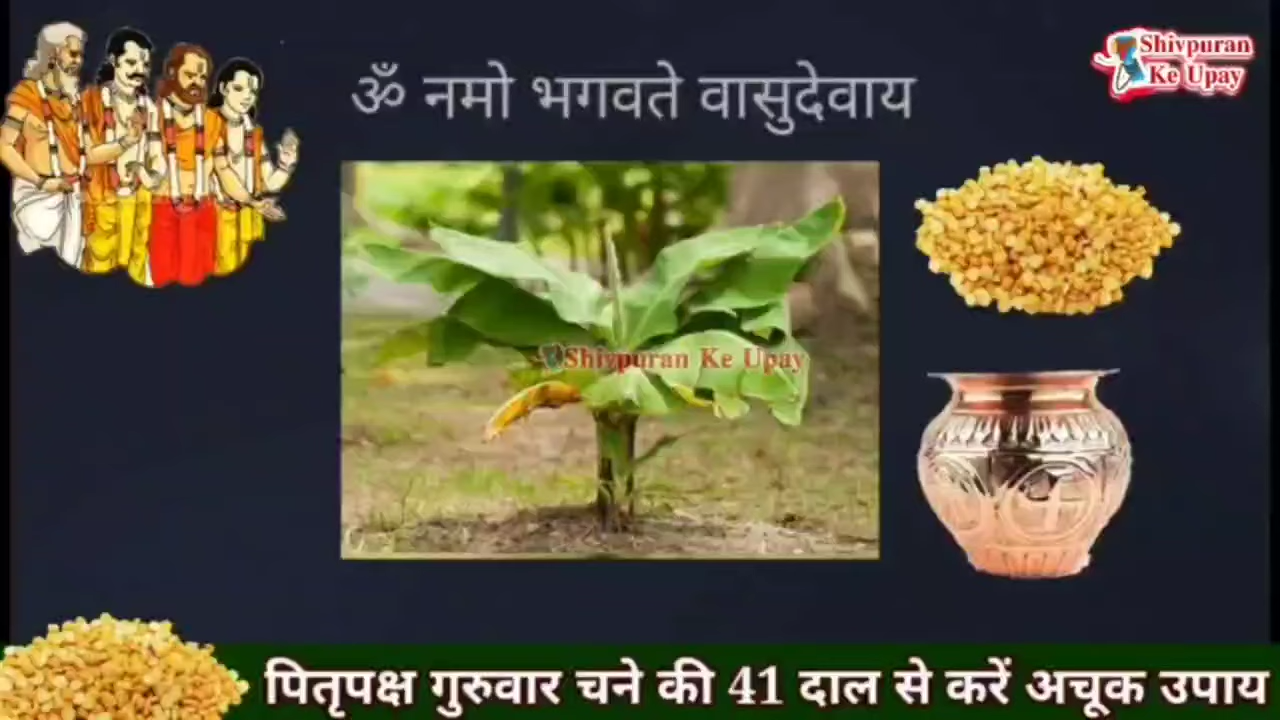 Shivpuran
Ke Upay
ॐ नमो भगवते वासुदेवाय
Shivpuran Ke Upay
पितृपक्ष गुरुवार चने की 41 दाल से करें अचूक उपाय